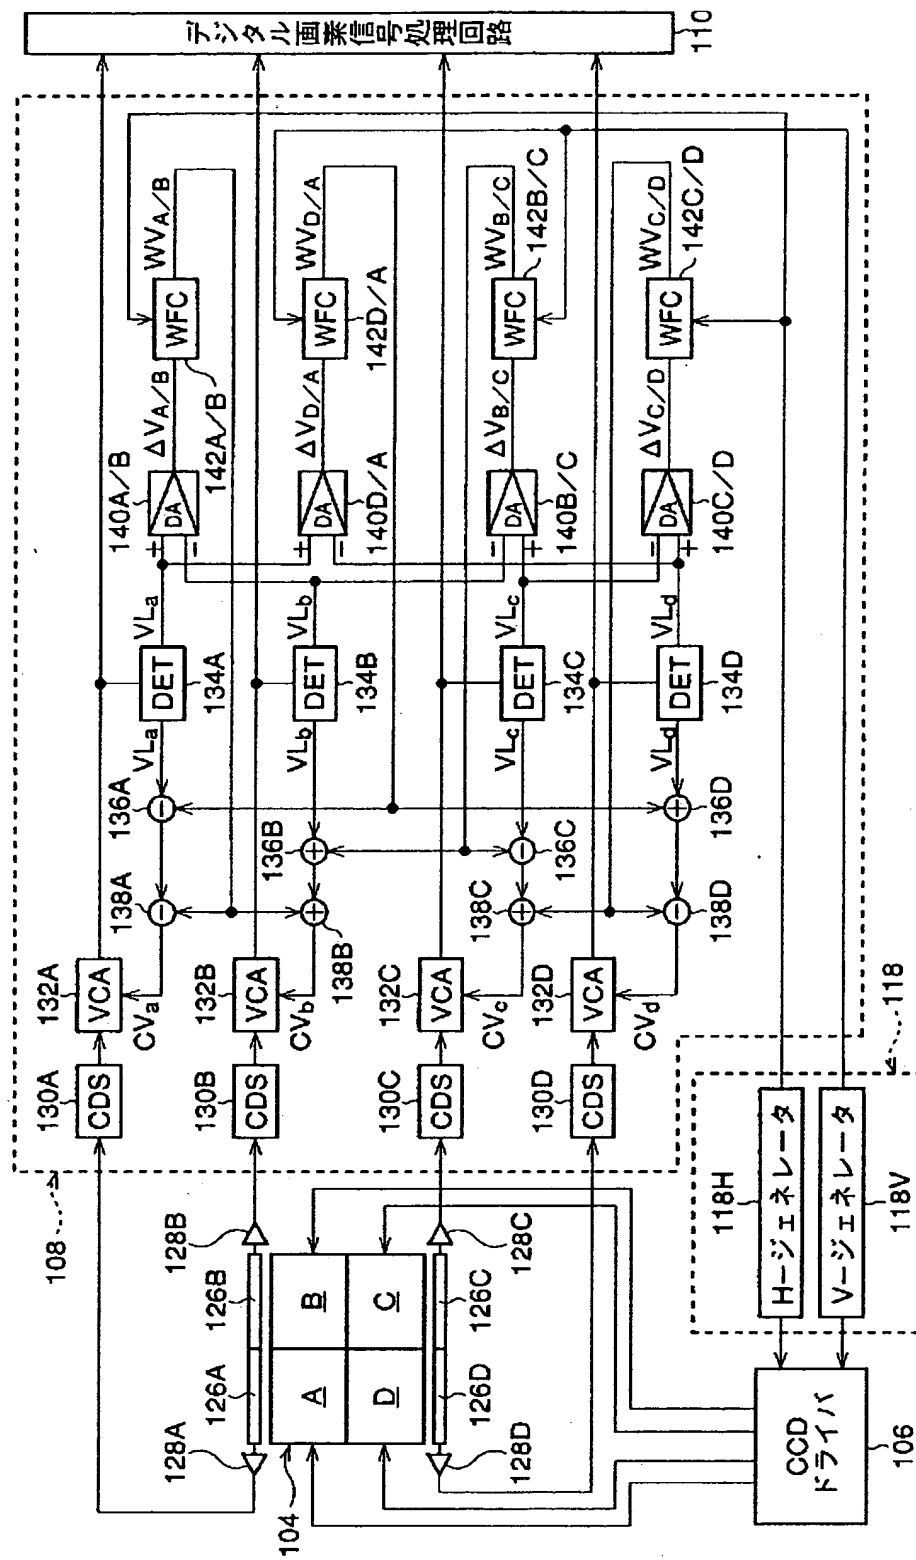 デジタル画素信号処理回路
110
108
118
140A/B
142A/B
ΔVA/B
WVA/B
WFC
DA
+
-
VLa
VLa
DET
134A
136A
-
138A
-
132A
VCA
CVa
130A
CDS
128A
140D/A
142D/A
ΔVD/A
WVD/A
WFC
DA
+
-
VLb
VLb
DET
134B
136B
+
138B
+
132B
VCA
CVb
130B
CDS
128B
140B/C
142B/C
ΔVB/C
WVB/C
WFC
DA
-
+
VLc
VLc
DET
134C
136C
-
138C
+
132C
VCA
CVc
130C
CDS
128C
140C/D
142C/D
ΔVC/D
WVC/D
WFC
DA
-
+
VLd
VLd
DET
134D
136D
+
138D
-
132D
VCA
CVd
130D
CDS
128D
126A
126B
A
B
D
C
126D
126C
104
118H
H-ジェネレータ
V-ジェネレータ
118V
CCD
ドライバ
106